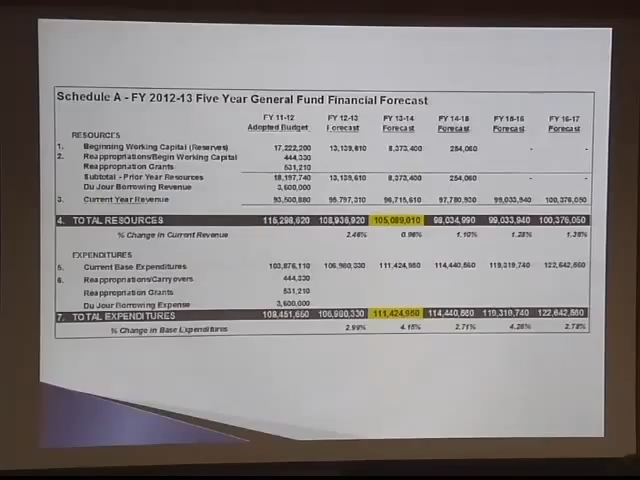 Schedule A - FY 2012-13 Five Year General Fund Financial Forecast
FY 11-12 FY 12-13 FY 13-14 FY 14-15 FY 15-16 FY 16-17
Adopted Budget Forecast Forecast Forecast Forecast Forecast
RESOURCES
1. Beginning Working Capital (Reserves) 17,222,200 13,139,610 8,373,400 254,060 - -
2. Reappropriations/Begin Working Capital 444,330
Reappropriation Grants 531,210
Subtotal - Prior Year Resources 18,197,740 13,139,610 8,373,400 254,060
Du Jour Borrowing Revenue 3,600,000
3. Current Year Revenue 93,500,880 95,797,310 96,715,610 97,780,930 99,033,940 100,376,050
4. TOTAL RESOURCES 115,298,620 108,936,920 105,089,010 98,034,990 99,033,940 100,376,050
% Change in Current Revenue 2.46% 0.96% 1.10% 1.28% 1.36%
EXPENDITURES
5. Current Base Expenditures 103,876,110 106,980,330 111,424,950 114,440,560 119,319,740 122,642,560
6. Reappropriations/Carryovers 444,330
Reappropriation Grants 531,210
Du Jour Borrowing Expense 3,600,000
7. TOTAL EXPENDITURES 108,451,650 106,980,330 111,424,950 114,440,560 119,319,740 122,642,560
% Change in Base Expenditures 2.99% 4.15% 2.71% 4.26% 2.78%